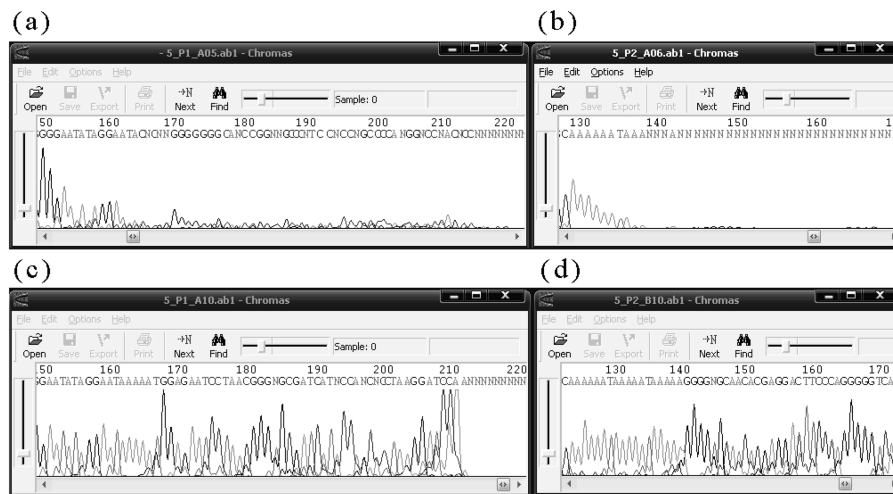 (a)
(b)
- 5_P1_A05.ab1 - Chromas
5_P2_A06.ab1 - Chromas
File Edit Options Help
File Edit Options Help
Open Save Export Print Next Find Sample: 0
Open Save Export Print Next Find
50 160 170 180 190 200 210 220
130 140 150 160
CAAAAAATAAANNNANNNNNNNNNNNNNNNNNNNNNNNNN
(c)
(d)
5_P1_A10.ab1 - Chromas
5_P2_B10.ab1 - Chromas
File Edit Options Help
File Edit Options Help
Open Save Export Print Next Find Sample: 0
Open Save Export Print Next Find
50 160 170 180 190 200 210 220
130 140 150 160 170
GGAATATAGGAATAAAAATGGAGAATCCTAACGGGNGCGATCATNCCANCNCCTAAGGATCCAANNNNNNNN
CAAAAAATAAAATAAAAAGGGGNGCAACACGAGGACTTCCCAGGGGGTCA